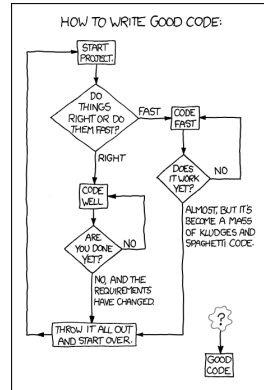 HOW TO WRITE GOOD CODE:
START
PROJECT.
DO
THINGS
RIGHT OR DO
THEM FAST?
FAST
CODE
FAST
RIGHT
DOES
IT WORK
YET?
NO
CODE
WELL
ALMOST, BUT IT'S
BECOME A MASS
OF KLUDGES AND
SPAGHETTI CODE.
ARE
YOU DONE
YET?
NO
NO, AND THE
REQUIREMENTS
HAVE CHANGED.
THROW IT ALL OUT
AND START OVER.
?
GOOD
CODE